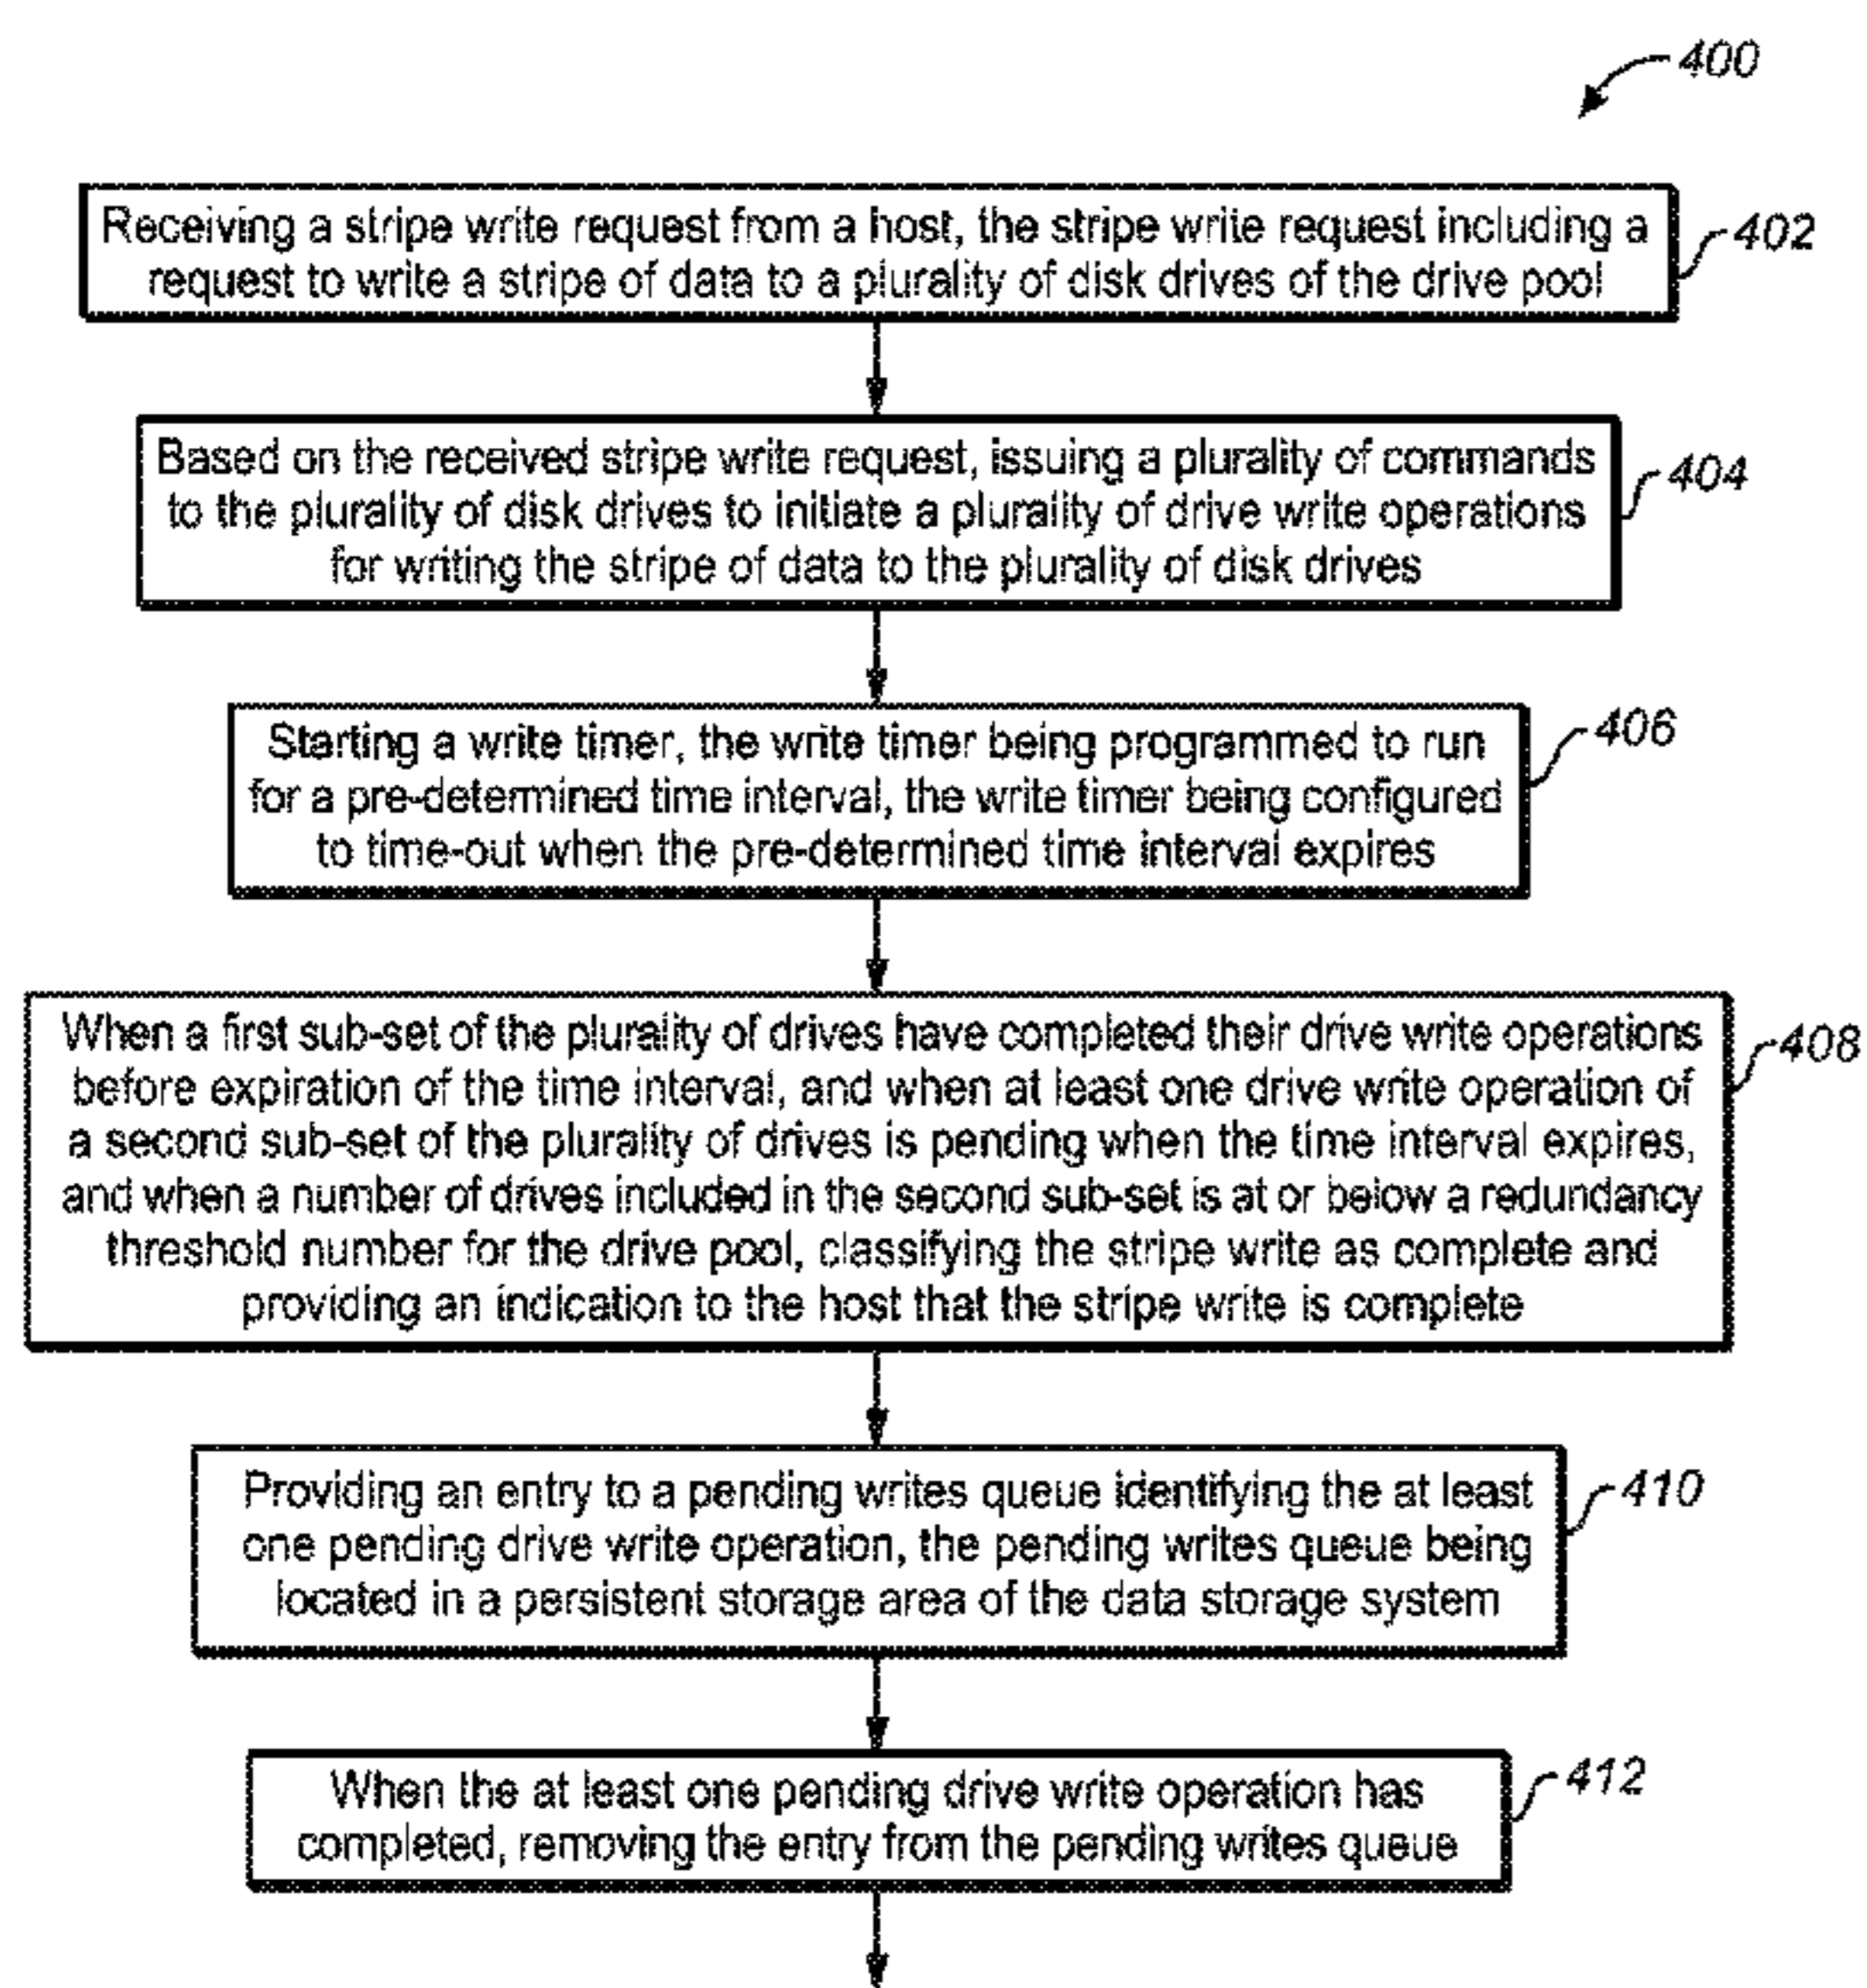 400
Receiving a stripe write request from a host, the stripe write request including a
request to write a stripe of data to a plurality of disk drives of the drive pool
402
Based on the received stripe write request, issuing a plurality of commands
to the plurality of disk drives to initiate a plurality of drive write operations
for writing the stripe of data to the plurality of disk drives
404
Starting a write timer, the write timer being programmed to run
for a pre-determined time interval, the write timer being configured
to time-out when the pre-determined time interval expires
406
When a first sub-set of the plurality of drives have completed their drive write operations
before expiration of the time interval, and when at least one drive write operation of
a second sub-set of the plurality of drives is pending when the time interval expires,
and when a number of drives included in the second sub-set is at or below a redundancy
threshold number for the drive pool, classifying the stripe write as complete and
providing an indication to the host that the stripe write is complete
408
Providing an entry to a pending writes queue identifying the at least
one pending drive write operation, the pending writes queue being
located in a persistent storage area of the data storage system
410
When the at least one pending drive write operation has
completed, removing the entry from the pending writes queue
412